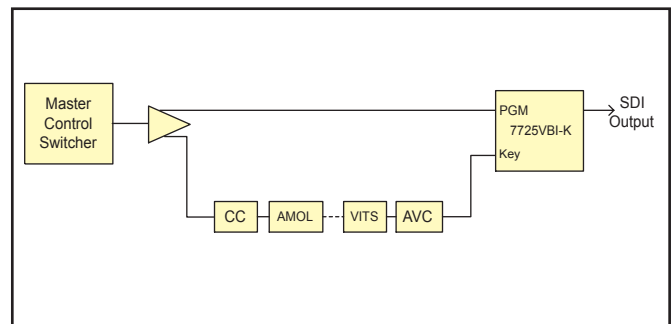 Master
Control
Switcher
PGM
7725VBI-K
Key
SDI
Output
CC
AMOL
VITS
AVC